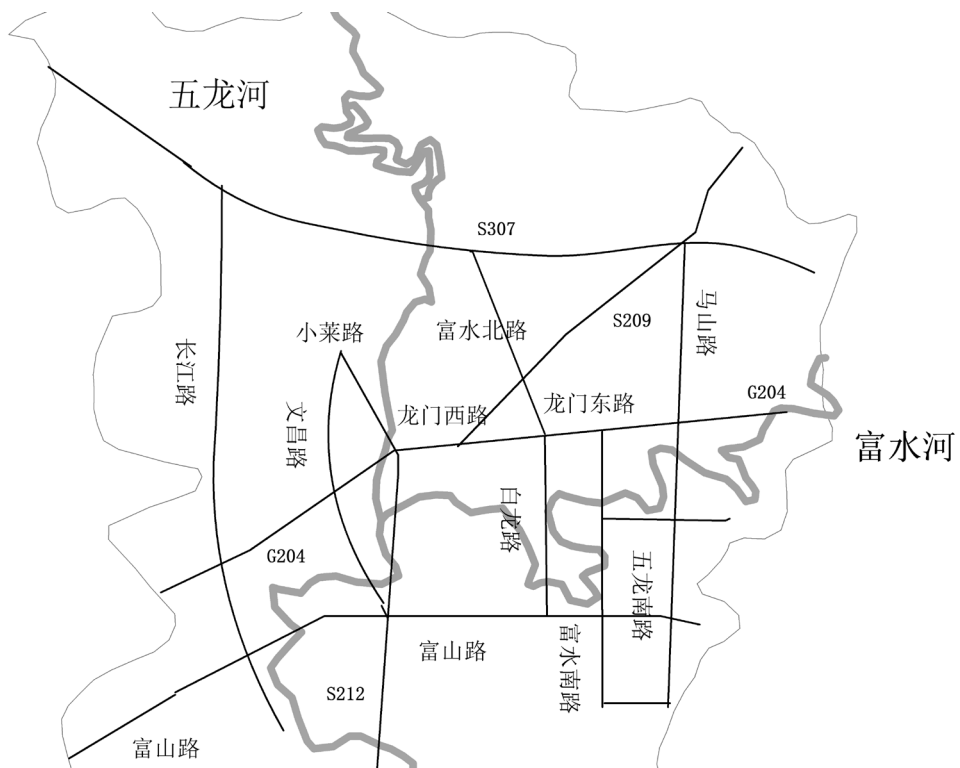 五龙河
S307
马山路
S209
富水北路
小莱路
长江路
G204
龙门东路
龙门西路
文昌路
富水河
白龙路
G204
五龙南路
富山路
富水南路
S212
富山路